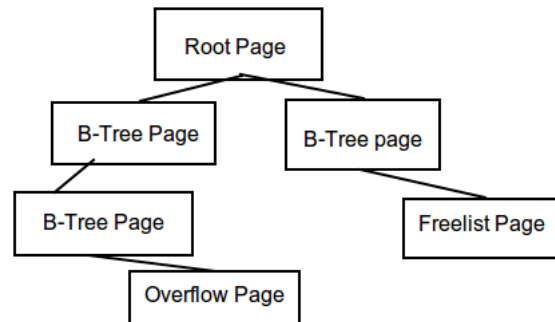 Root Page
B-Tree Page
B-Tree page
B-Tree Page
Freelist Page
Overflow Page